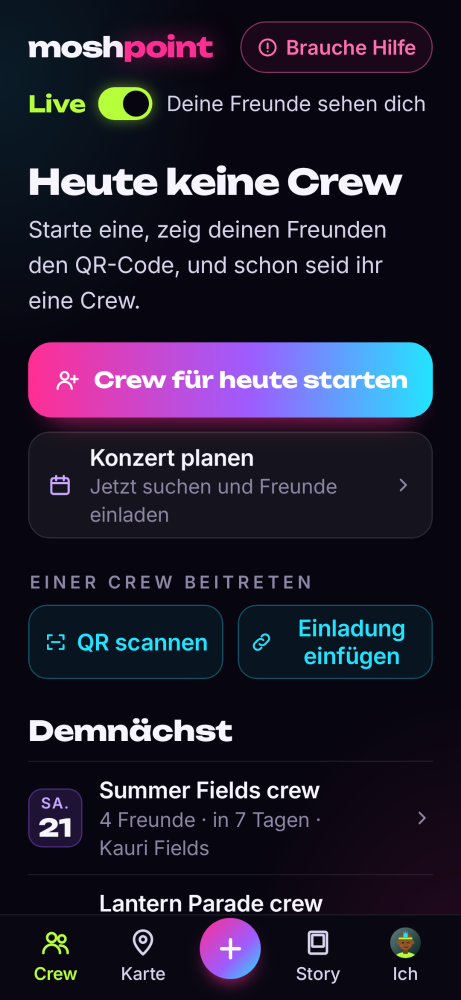 moshpoint
Brauche Hilfe
Live
Deine Freunde sehen dich
Heute keine Crew
Starte eine, zeig deinen Freunden
den QR-Code, und schon seid ihr
eine Crew.
Crew für heute starten
Konzert planen
Jetzt suchen und Freunde
einladen
EINER CREW BEITRETEN
QR scannen
Einladung
einfügen
Demnächst
SA.
21
Summer Fields crew
4 Freunde · in 7 Tagen ·
Kauri Fields
Lantern Parade crew
Crew
Karte
Story
Ich